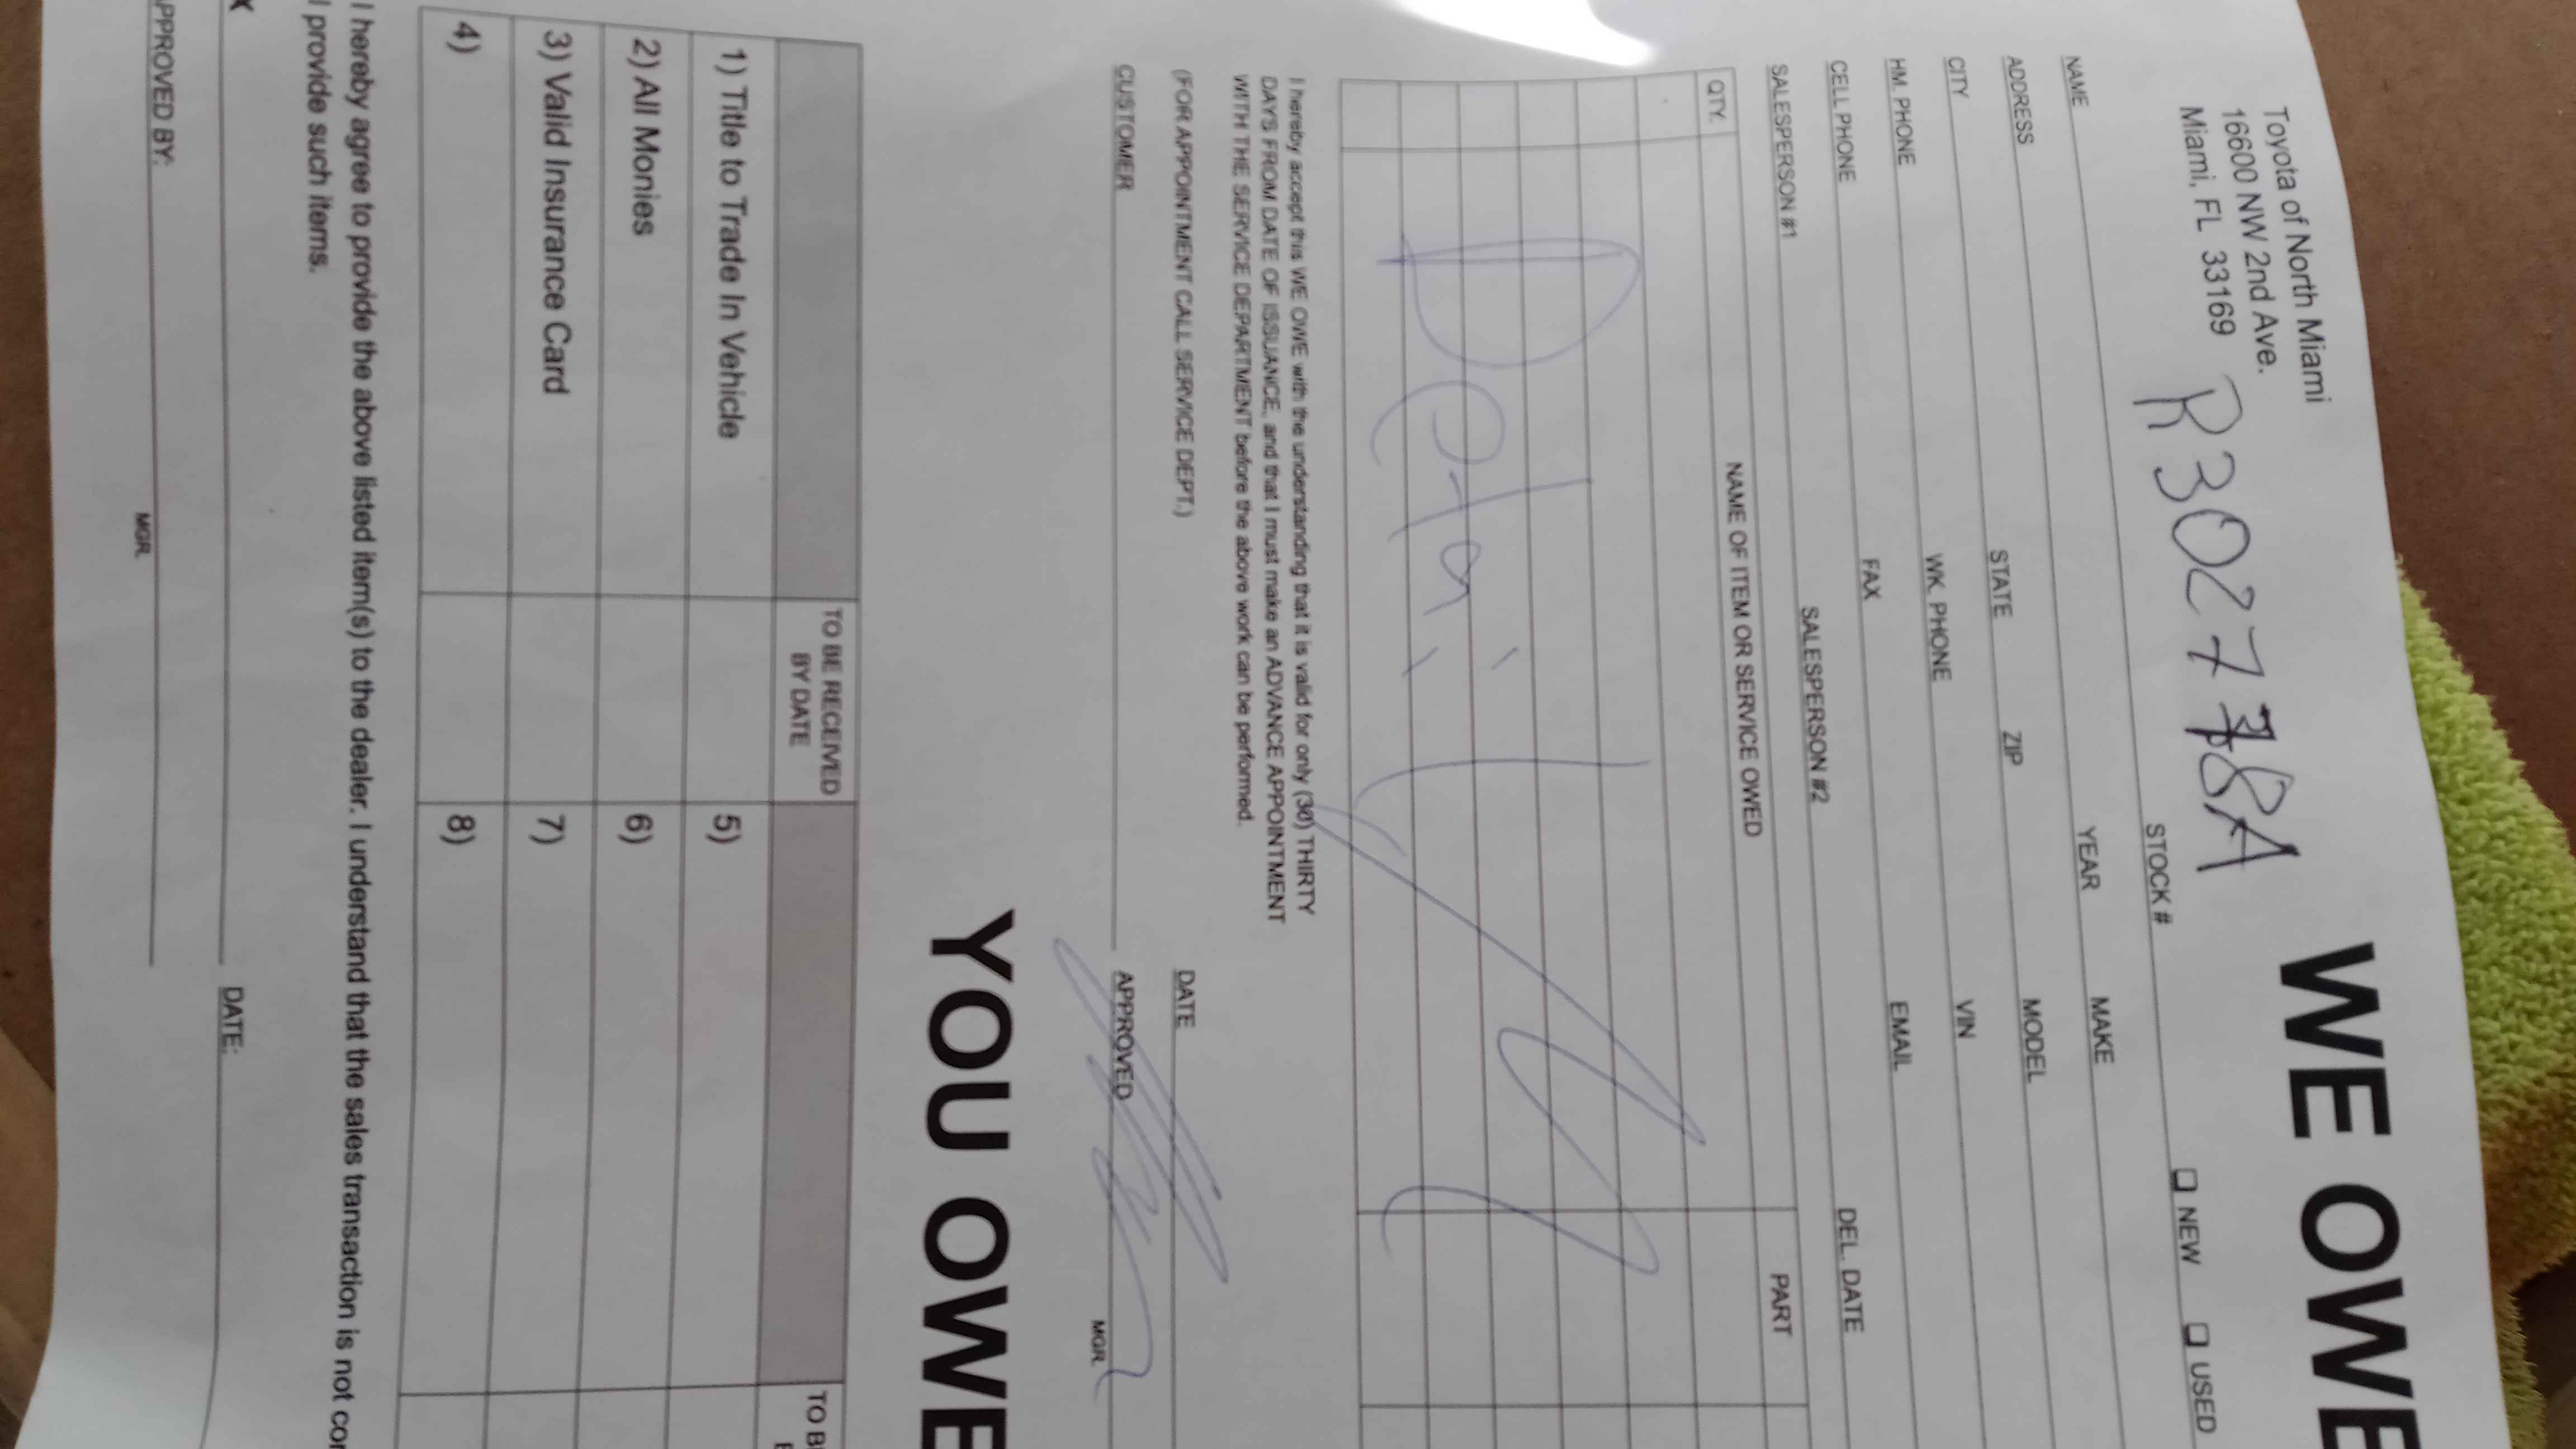 WE OWE
Toyota of North Miami
16600 NW 2nd Ave.
Miami, FL 33169
R302778A
STOCK # ☐ NEW ☐ USED
NAME YEAR MAKE
ADDRESS STATE ZIP MODEL
CITY WK. PHONE VIN
HM. PHONE FAX EMAIL
CELL PHONE
SALESPERSON #1 SALESPERSON #2 DEL. DATE
QTY. NAME OF ITEM OR SERVICE OWED PART
Detail
I hereby accept this WE OWE with the understanding that it is valid for only (30) THIRTY
DAYS FROM DATE OF ISSUANCE, and that I must make an ADVANCE APPOINTMENT
WITH THE SERVICE DEPARTMENT before the above work can be performed.
(FOR APPOINTMENT CALL SERVICE DEPT.) DATE
CUSTOMER APPROVED
MGR.
YOU OWE
TO BE RECEIVED
BY DATE
1) Title to Trade In Vehicle 5)
2) All Monies 6)
3) Valid Insurance Card 7)
4) 8)
I hereby agree to provide the above listed item(s) to the dealer. I understand that the sales transaction is not
I provide such items.
X DATE:
APPROVED BY:
MGR.